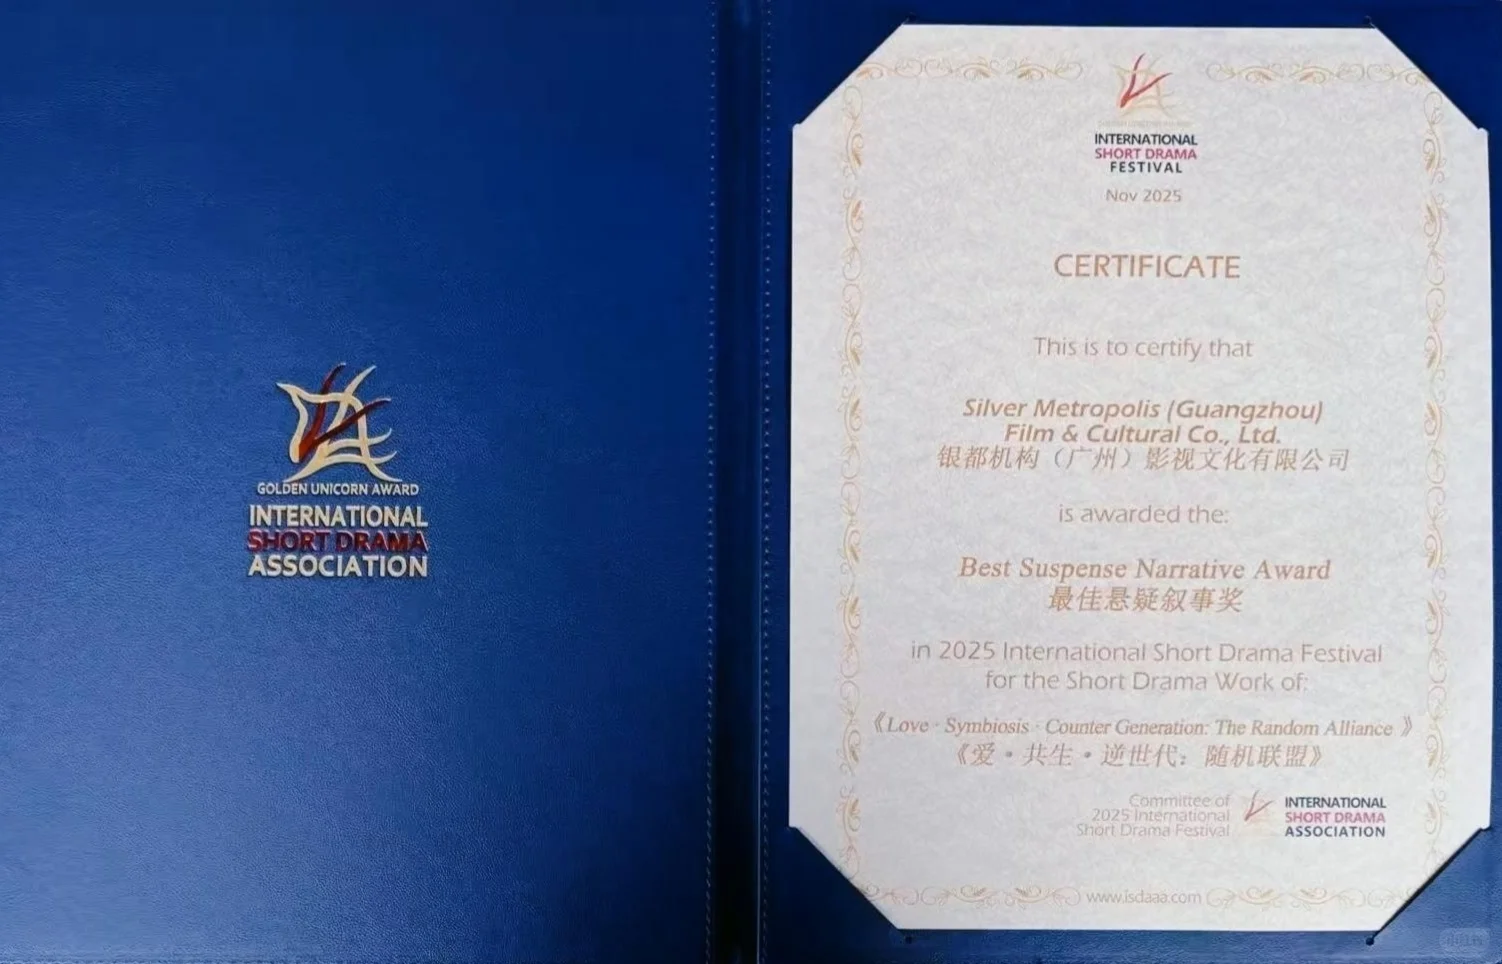 GOLDEN UNICORN AWARD
INTERNATIONAL
SHORT DRAMA
ASSOCIATION
INTERNATIONAL
SHORT DRAMA
FESTIVAL
Nov 2025
CERTIFICATE
This is to certify that
Silver Metropolis (Guangzhou)
Film & Cultural Co., Ltd.
银都机构（广州）影视文化有限公司
is awarded the:
Best Suspense Narrative Award
最佳悬疑叙事奖
in 2025 International Short Drama Festival
for the Short Drama Work of:
《Love · Symbiosis · Counter Generation: The Random Alliance 》
《爱·共生·逆世代：随机联盟》
Committee of
2025 International
Short Drama Festival
INTERNATIONAL
SHORT DRAMA
ASSOCIATION
www.isdaaa.com